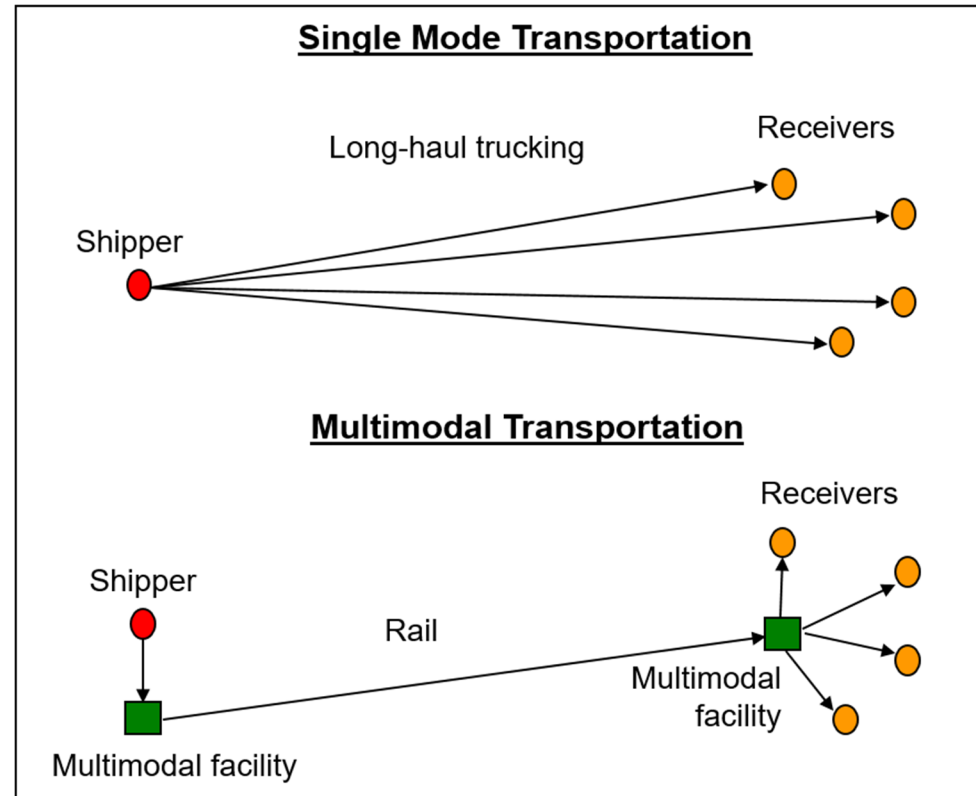 Single Mode Transportation
Receivers
Long-haul trucking
Shipper
Multimodal Transportation
Receivers
Shipper
Rail
Multimodal
facility
Multimodal facility